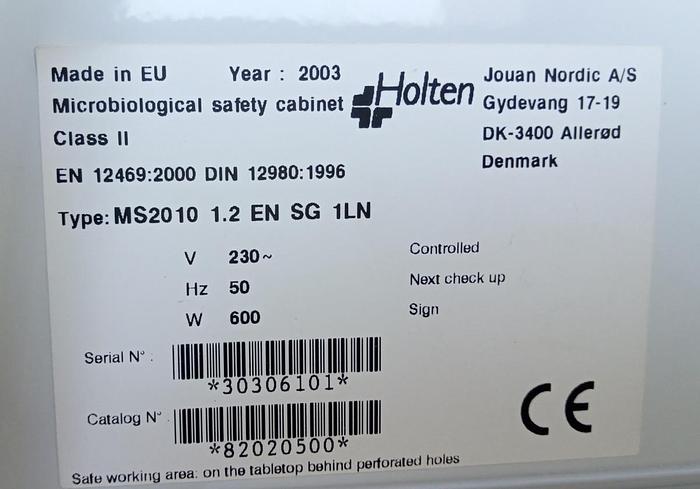 Made in EU Year : 2003
Microbiological safety cabinet
Class II
EN 12469:2000 DIN 12980:1996
Holten
Jouan Nordic A/S
Gydevang 17-19
DK-3400 Allerød
Denmark
Type: MS2010 1.2 EN SG 1LN
V 230~
Hz 50
W 600
Controlled
Next check up
Sign
Serial N° :
*30306101*
Catalog N° :
*82020500*
CE
Safe working area: on the tabletop behind perforated holes